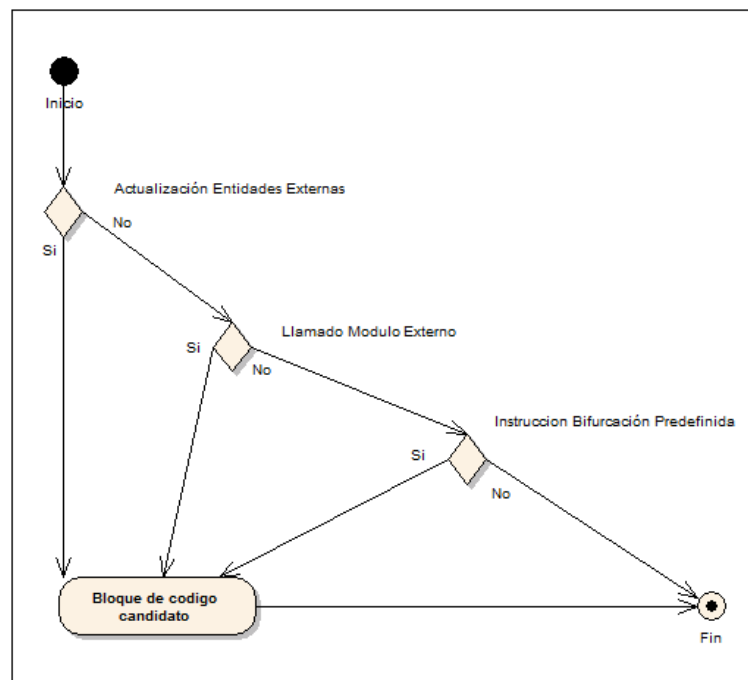 Inicio
Actualización Entidades Externas
No
Si
Llamado Modulo Externo
Si
No
Instruccion Bifurcación Predefinida
Si
No
Bloque de codigo
candidato
Fin